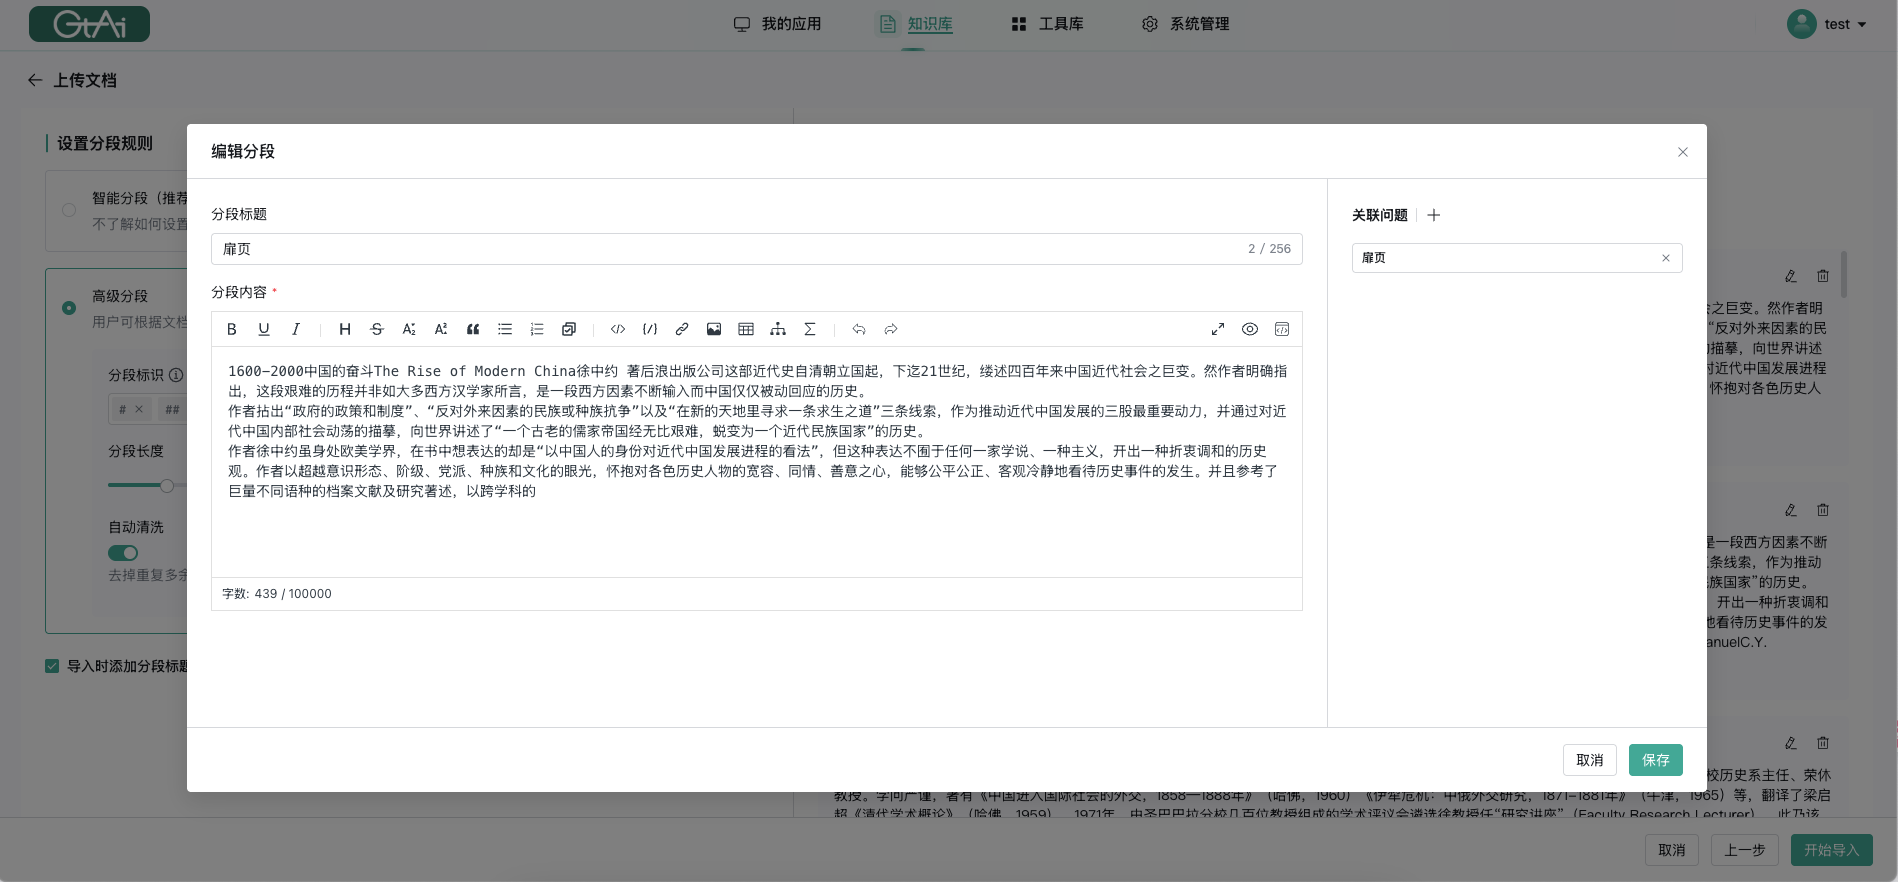 GtAi
我的应用
知识库
工具库
系统管理
test
上传文档
设置分段规则
智能分段（推荐
不了解如何设置
高级分段
用户可根据文档
分段标识
# ×
##
分段长度
自动清洗
去掉重复多余
导入时添加分段标题
编辑分段
分段标题
扉页
2 / 256
分段内容 *
1600-2000中国的奋斗The Rise of Modern China徐中约 著后浪出版公司这部近代史自清朝立国起，下迄21世纪，缕述四百年来中国近代社会之巨变。然作者明确指
出，这段艰难的历程并非如大多西方汉学家所言，是一段西方因素不断输入而中国仅仅被动回应的历史。
作者拈出“政府的政策和制度”、“反对外来因素的民族或种族抗争”以及“在新的天地里寻求一条求生之道”三条线索，作为推动近代中国发展的三股最重要动力，并通过对近
代中国内部社会动荡的描摹，向世界讲述了“一个古老的儒家帝国经无比艰难，蜕变为一个近代民族国家”的历史。
作者徐中约虽身处欧美学界，在书中想表达的却是“以中国人的身份对近代中国发展进程的看法”，但这种表达不囿于任何一家学说、一种主义，开出一种折衷调和的历史
观。作者以超越意识形态、阶级、党派、种族和文化的眼光，怀抱对各色历史人物的宽容、同情、善意之心，能够公平公正、客观冷静地看待历史事件的发生。并且参考了
巨量不同语种的档案文献及研究著述，以跨学科的
字数: 439 / 100000
关联问题
扉页
取消
保存
会之巨变。然作者明
“反对外来因素的民
描摹，向世界讲述
对近代中国发展进程
怀抱对各色历史人
是一段西方因素不断
条线索，作为推动
民族国家”的历史。
开出一种折衷调和
地看待历史事件的发
anuelC.Y.
校历史系主任、荣休
教授。学问严谨，著有《中国进入国际社会的外交，1858—1888年》（哈佛，1960）《伊犁危机：中俄外交研究，1871-1881年》（牛津，1965）等，翻译了梁启
超《清代学术概论》（哈佛，1959）。1971年，由圣巴巴拉分校几百位教授组成的学术评议会遴选徐教授任“研究讲座”（Faculty Research Lecturer），此乃该
取消
上一步
开始导入